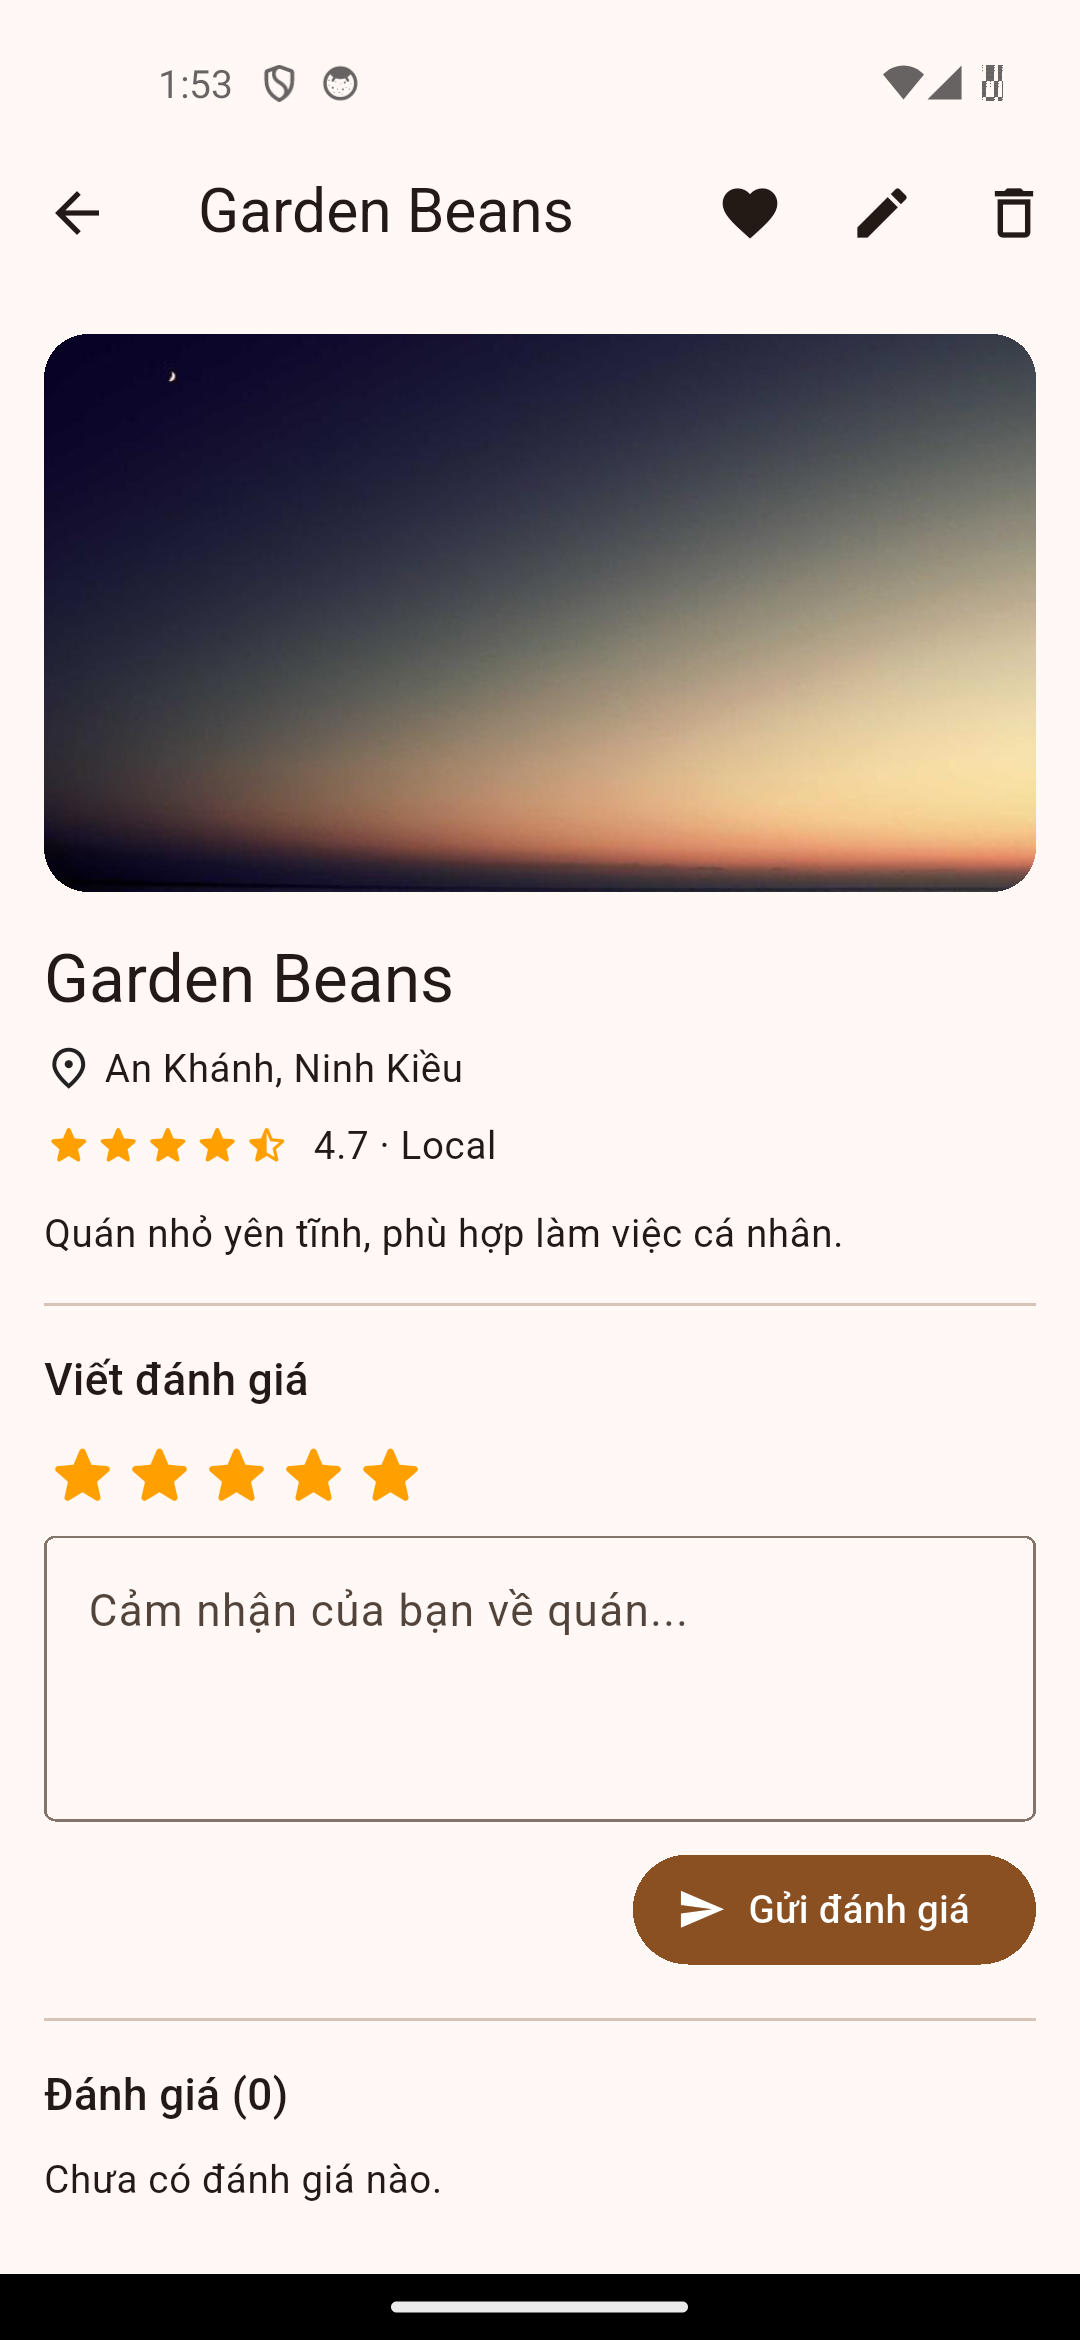 1:53
Garden Beans
Garden Beans
An Khánh, Ninh Kiều
4.7 · Local
Quán nhỏ yên tĩnh, phù hợp làm việc cá nhân.
Viết đánh giá
Cảm nhận của bạn về quán...
Gửi đánh giá
Đánh giá (0)
Chưa có đánh giá nào.